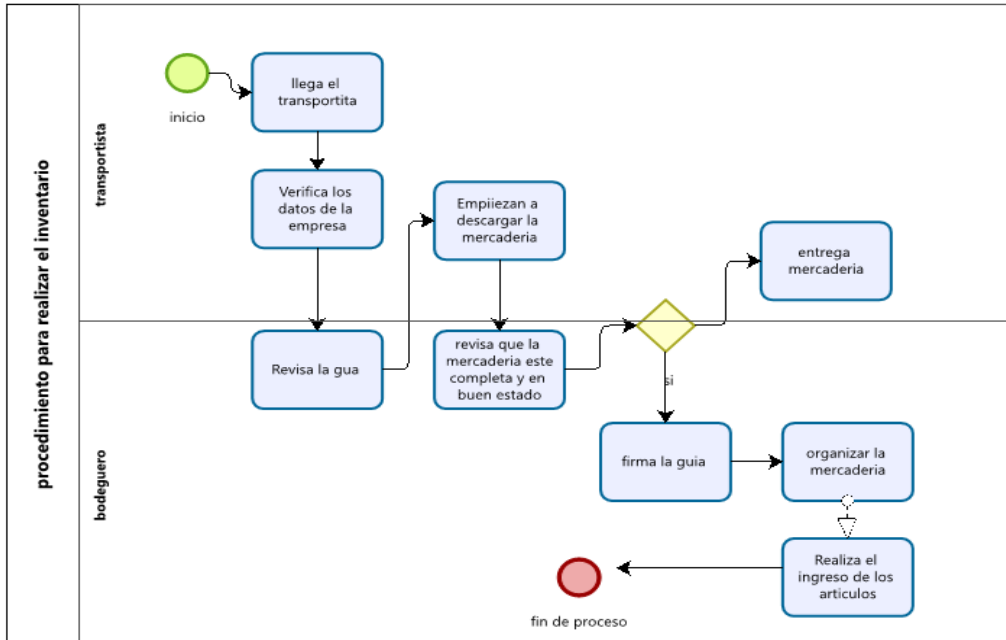 procedimiento para realizar el inventario
transportista
inicio
llega el
transportita
Verifica los
datos de la
empresa
Empiiezan a
descargar la
mercaderia
entrega
mercaderia
bodeguero
Revisa la gua
revisa que la
mercaderia este
completa y en
buen estado
si
firma la guia
organizar la
mercaderia
Realiza el
ingreso de los
articulos
fin de proceso